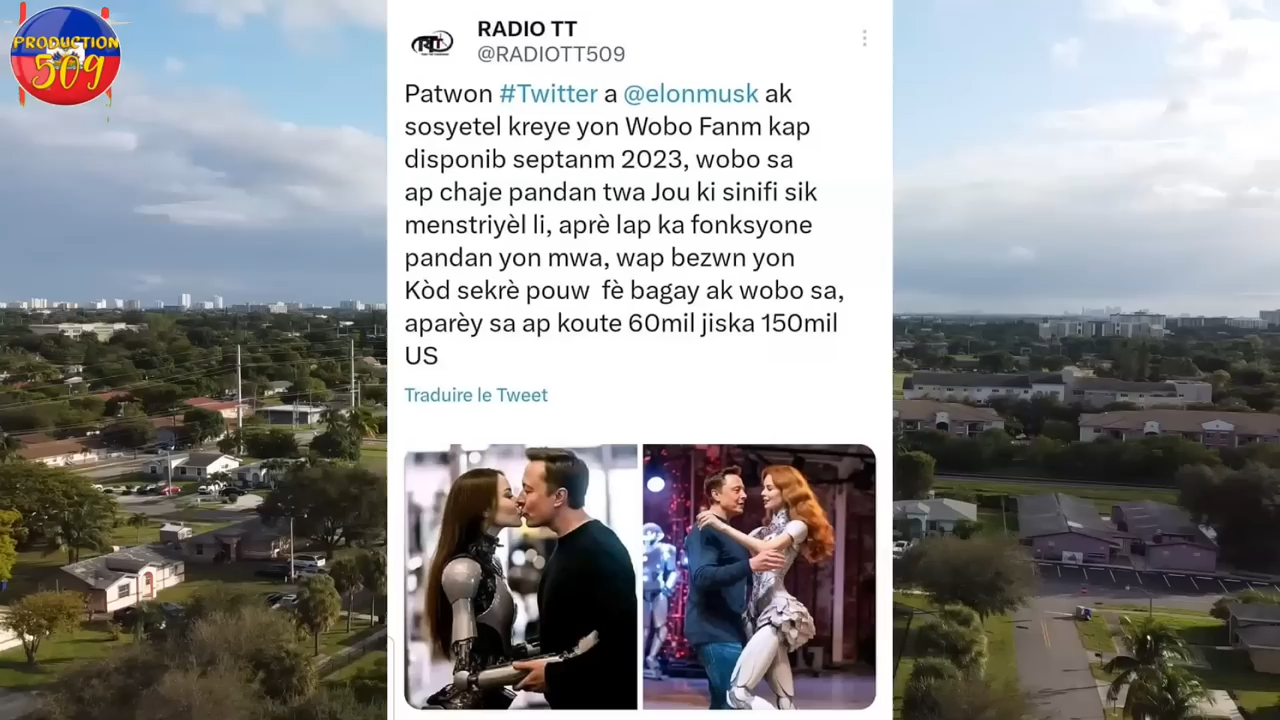 PRODUCTION
509
RADIO TT
@RADIOTT509
Patwon #Twitter a @elonmusk ak
sosyetel kreye yon Wobo Fanm kap
disponib septanm 2023, wobo sa
ap chaje pandan twa Jou ki sinifi sik
menstriyèl li, aprè lap ka fonksyone
pandan yon mwa, wap bezwn yon
Kòd sekrè pouw fè bagay ak wobo sa,
aparèy sa ap koute 60mil jiska 150mil
US
Traduire le Tweet